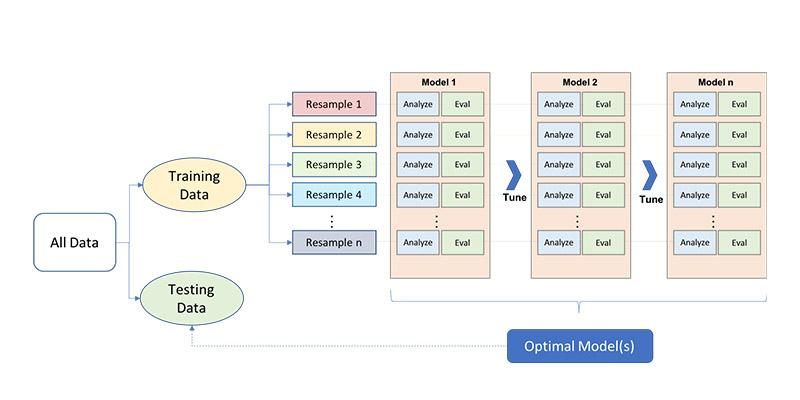 All Data
Training
Data
Testing
Data
Resample 1
Resample 2
Resample 3
Resample 4
Resample n
Model 1
Analyze Eval
Analyze Eval
Analyze Eval
Analyze Eval
Analyze Eval
Tune
Model 2
Analyze Eval
Analyze Eval
Analyze Eval
Analyze Eval
Analyze Eval
Tune
Model n
Analyze Eval
Analyze Eval
Analyze Eval
Analyze Eval
Analyze Eval
Optimal Model(s)